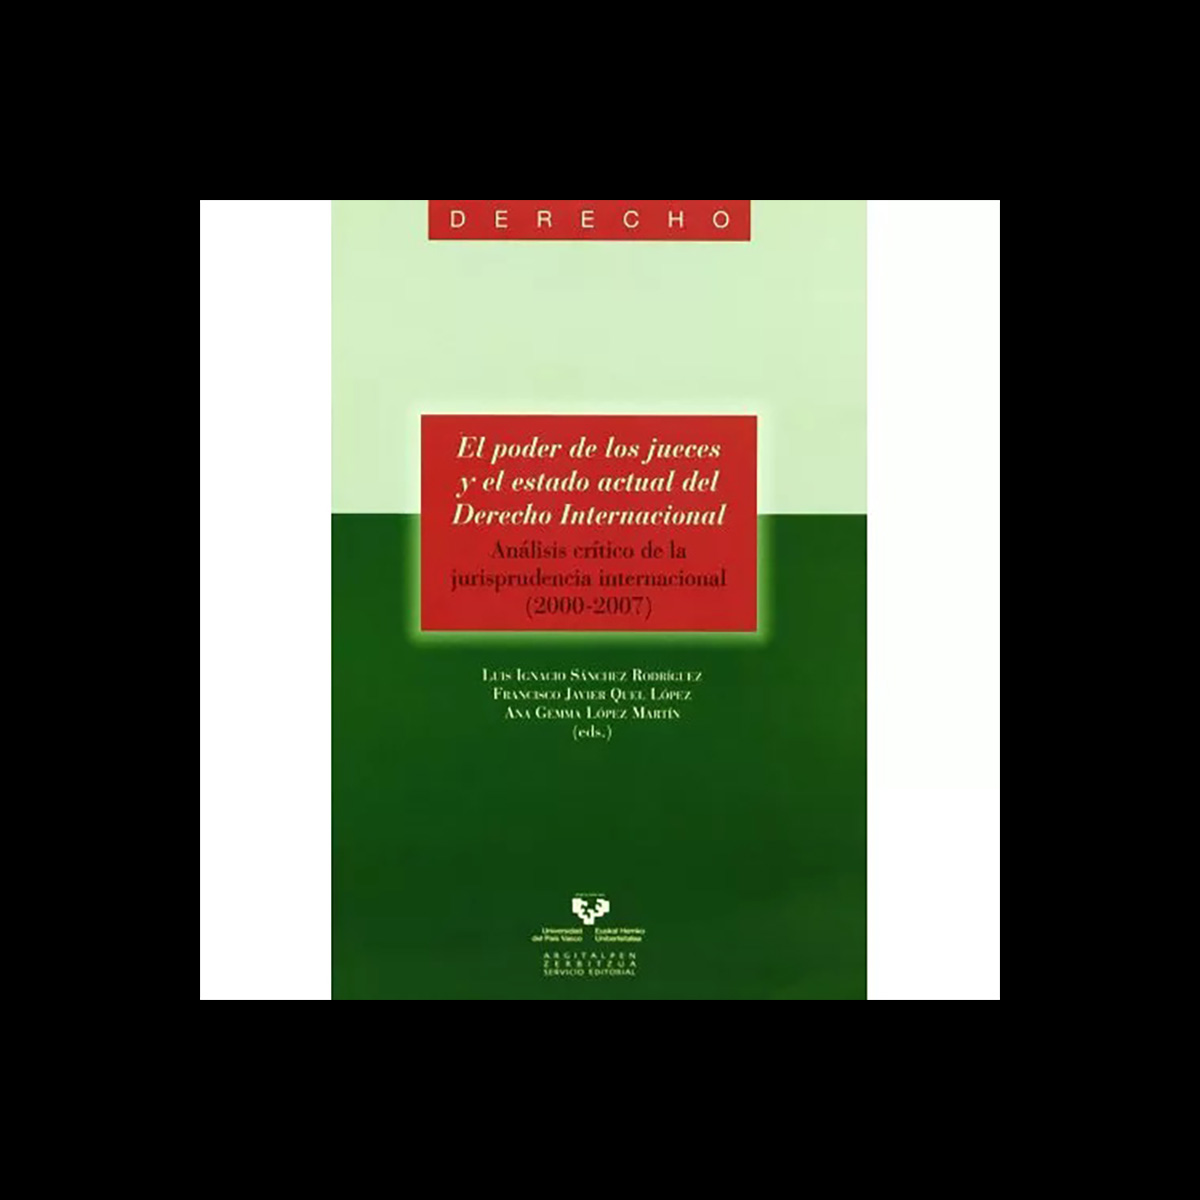 DERECHO
El poder de los jueces
y el estado actual del
Derecho Internacional
Análisis crítico de la
jurisprudencia internacional
(2000-2007)
LUIS IGNACIO SÁNCHEZ RODRÍGUEZ
FRANCISCO JAVIER QUEL LÓPEZ
ANA GEMMA LÓPEZ MARTÍN
(eds.)
Universidad Euskal Herriko
del País Vasco Unibertsitatea
ARGITALPEN
ZERBITZUA
SERVICIO EDITORIAL